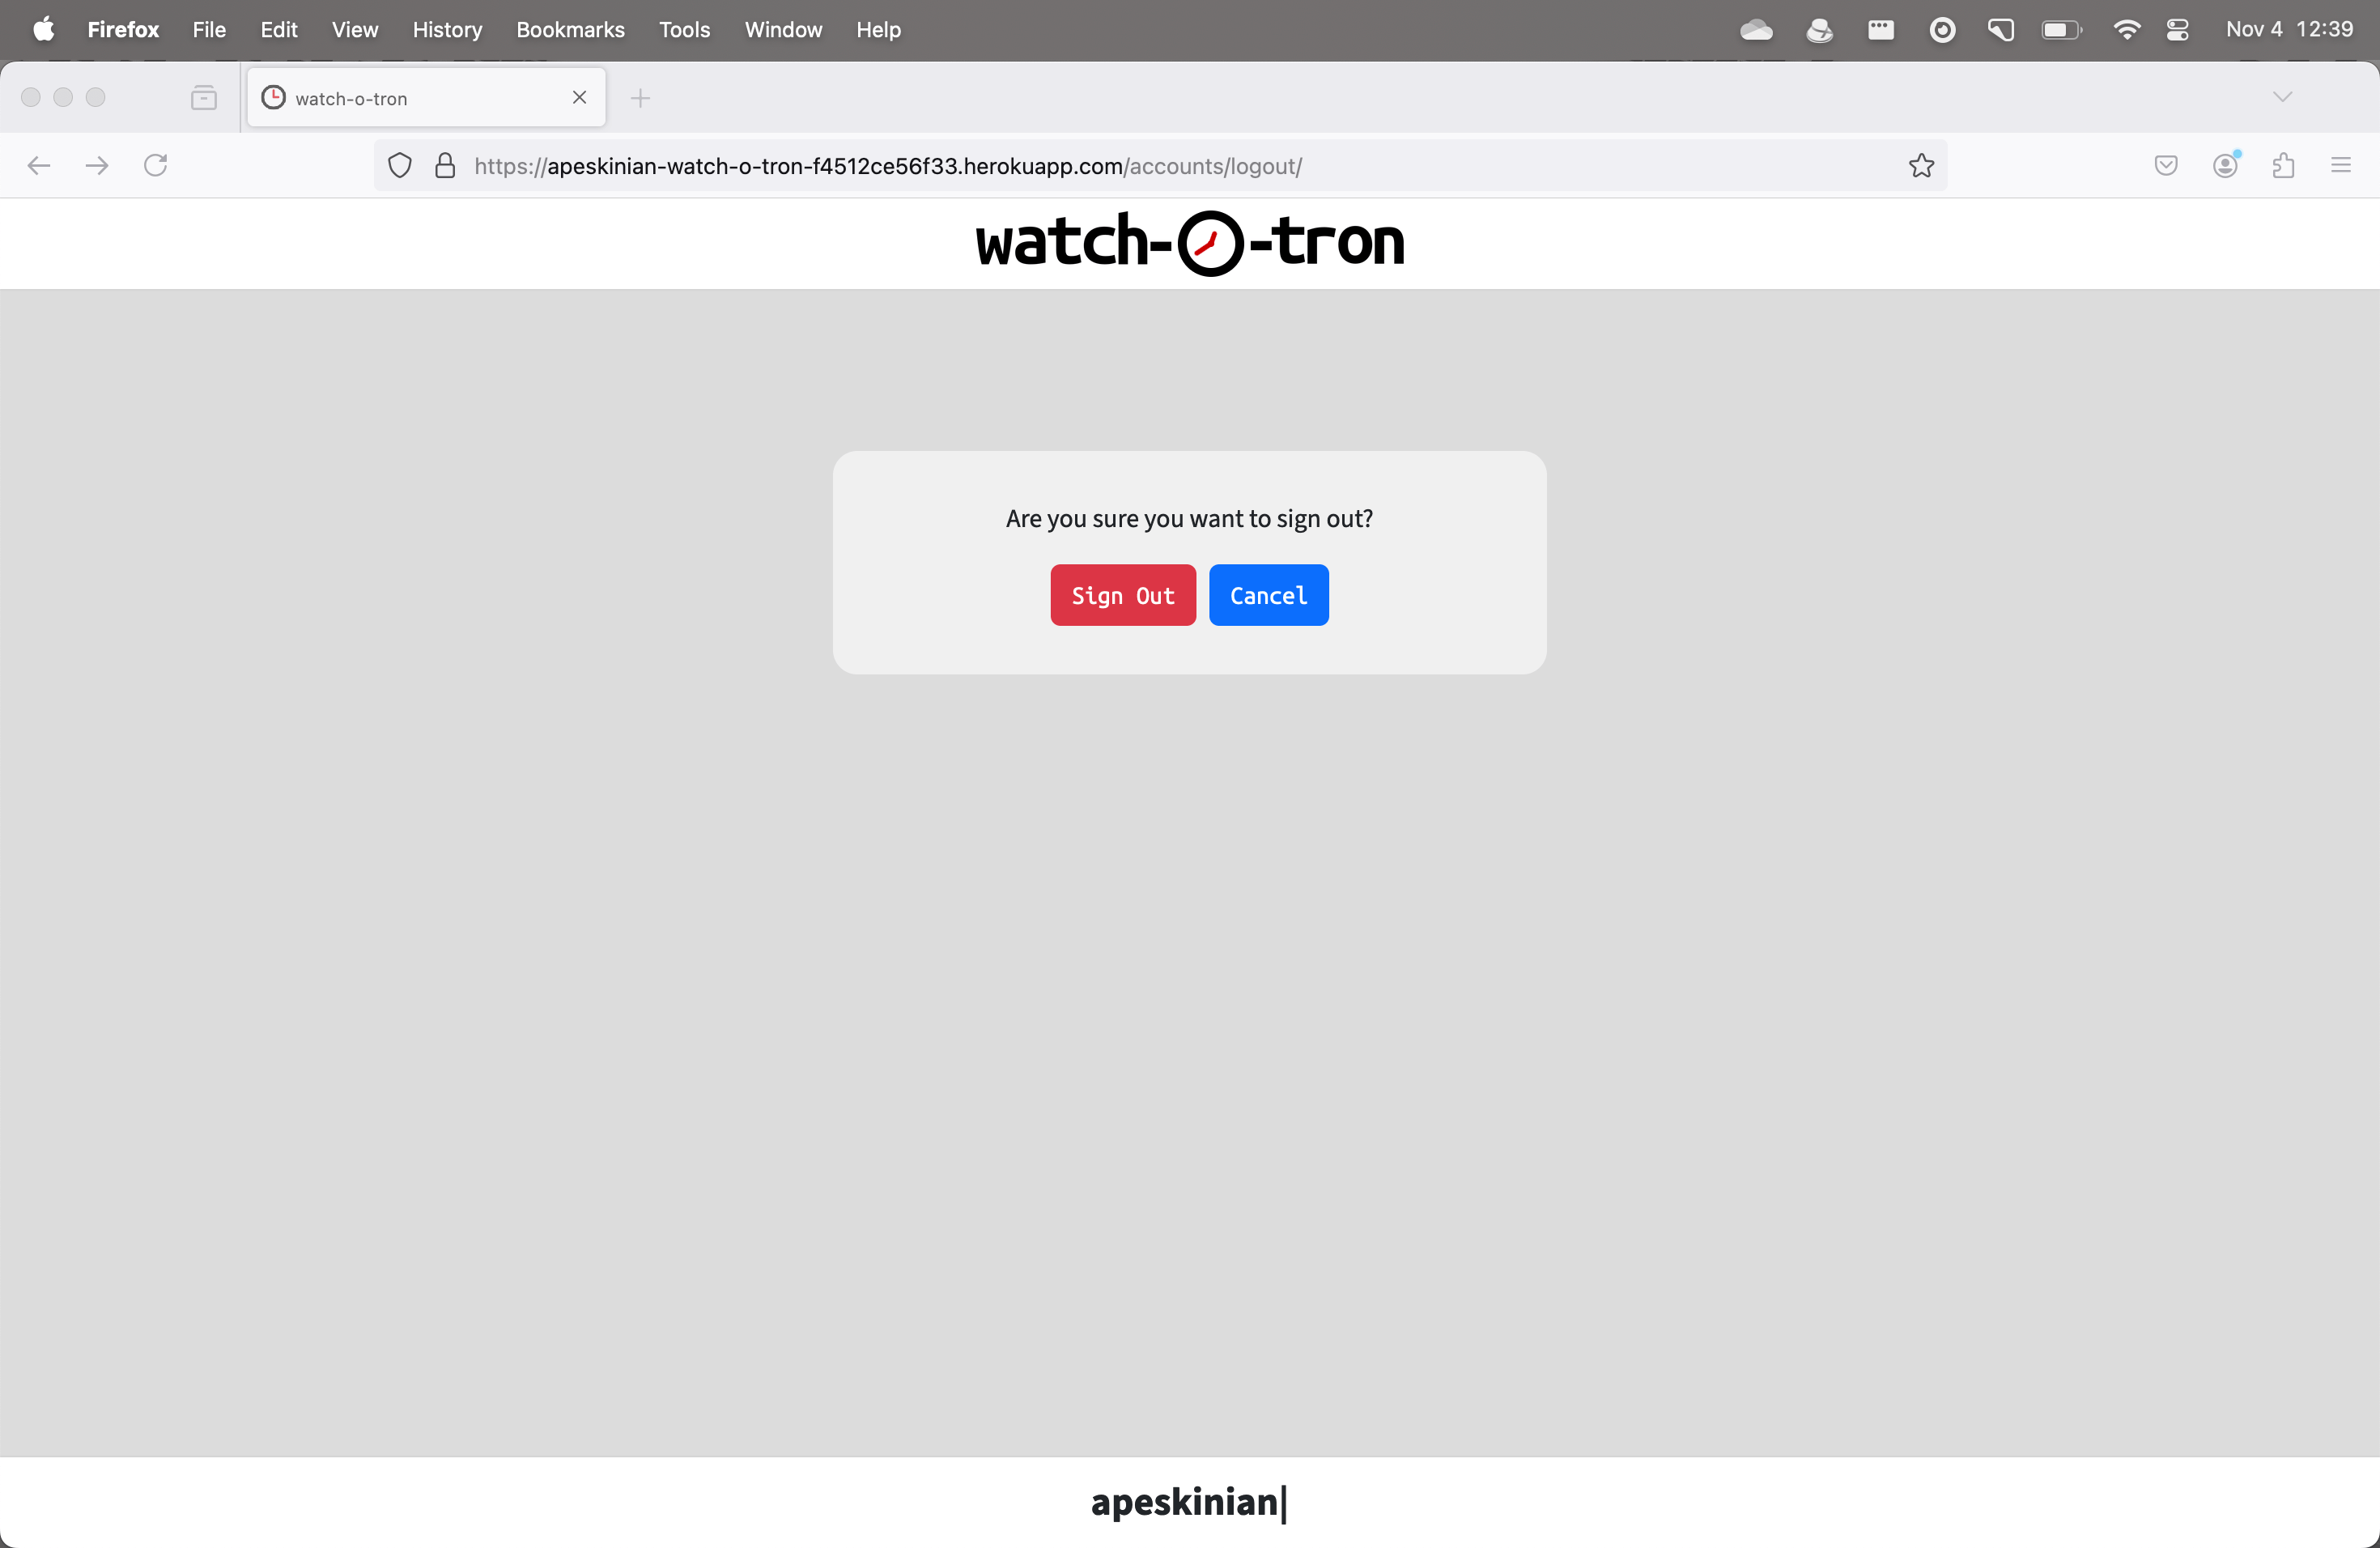 Firefox File Edit View History Bookmarks Tools Window Help Nov 4 12:39
watch-o-tron
https://apeskinian-watch-o-tron-f4512ce56f33.herokuapp.com/accounts/logout/
watch-o-tron
Are you sure you want to sign out?
Sign Out Cancel
apeskinian|